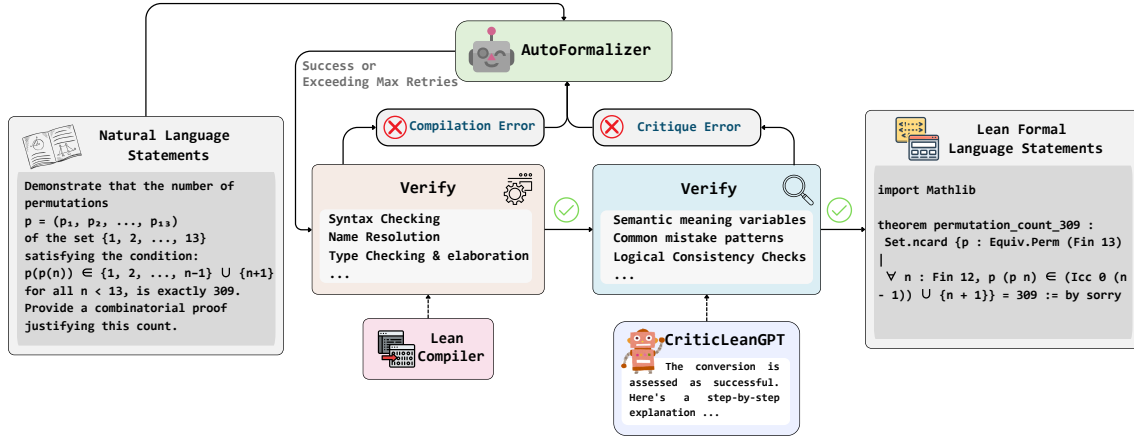 AutoFormalizer
Success or
Exceeding Max Retries
Compilation Error
Critique Error
Natural Language
Statements
Demonstrate that the number of
permutations
p = (p₁, p₂, ..., p₁₃)
of the set {1, 2, ..., 13}
satisfying the condition:
p(p(n)) ∈ {1, 2, ..., n−1} ∪ {n+1}
for all n < 13, is exactly 309.
Provide a combinatorial proof
justifying this count.
Verify
Syntax Checking
Name Resolution
Type Checking & elaboration
...
Lean
Compiler
Verify
Semantic meaning variables
Common mistake patterns
Logical Consistency Checks
...
CriticLeanGPT
The conversion is
assessed as successful.
Here's a step-by-step
explanation ...
Lean Formal
Language Statements
import Mathlib
theorem permutation_count_309 :
Set.ncard {p : Equiv.Perm (Fin 13)
|
∀ n : Fin 12, p (p n) ∈ (Icc 0 (n
- 1)) ∪ {n + 1}} = 309 := by sorry